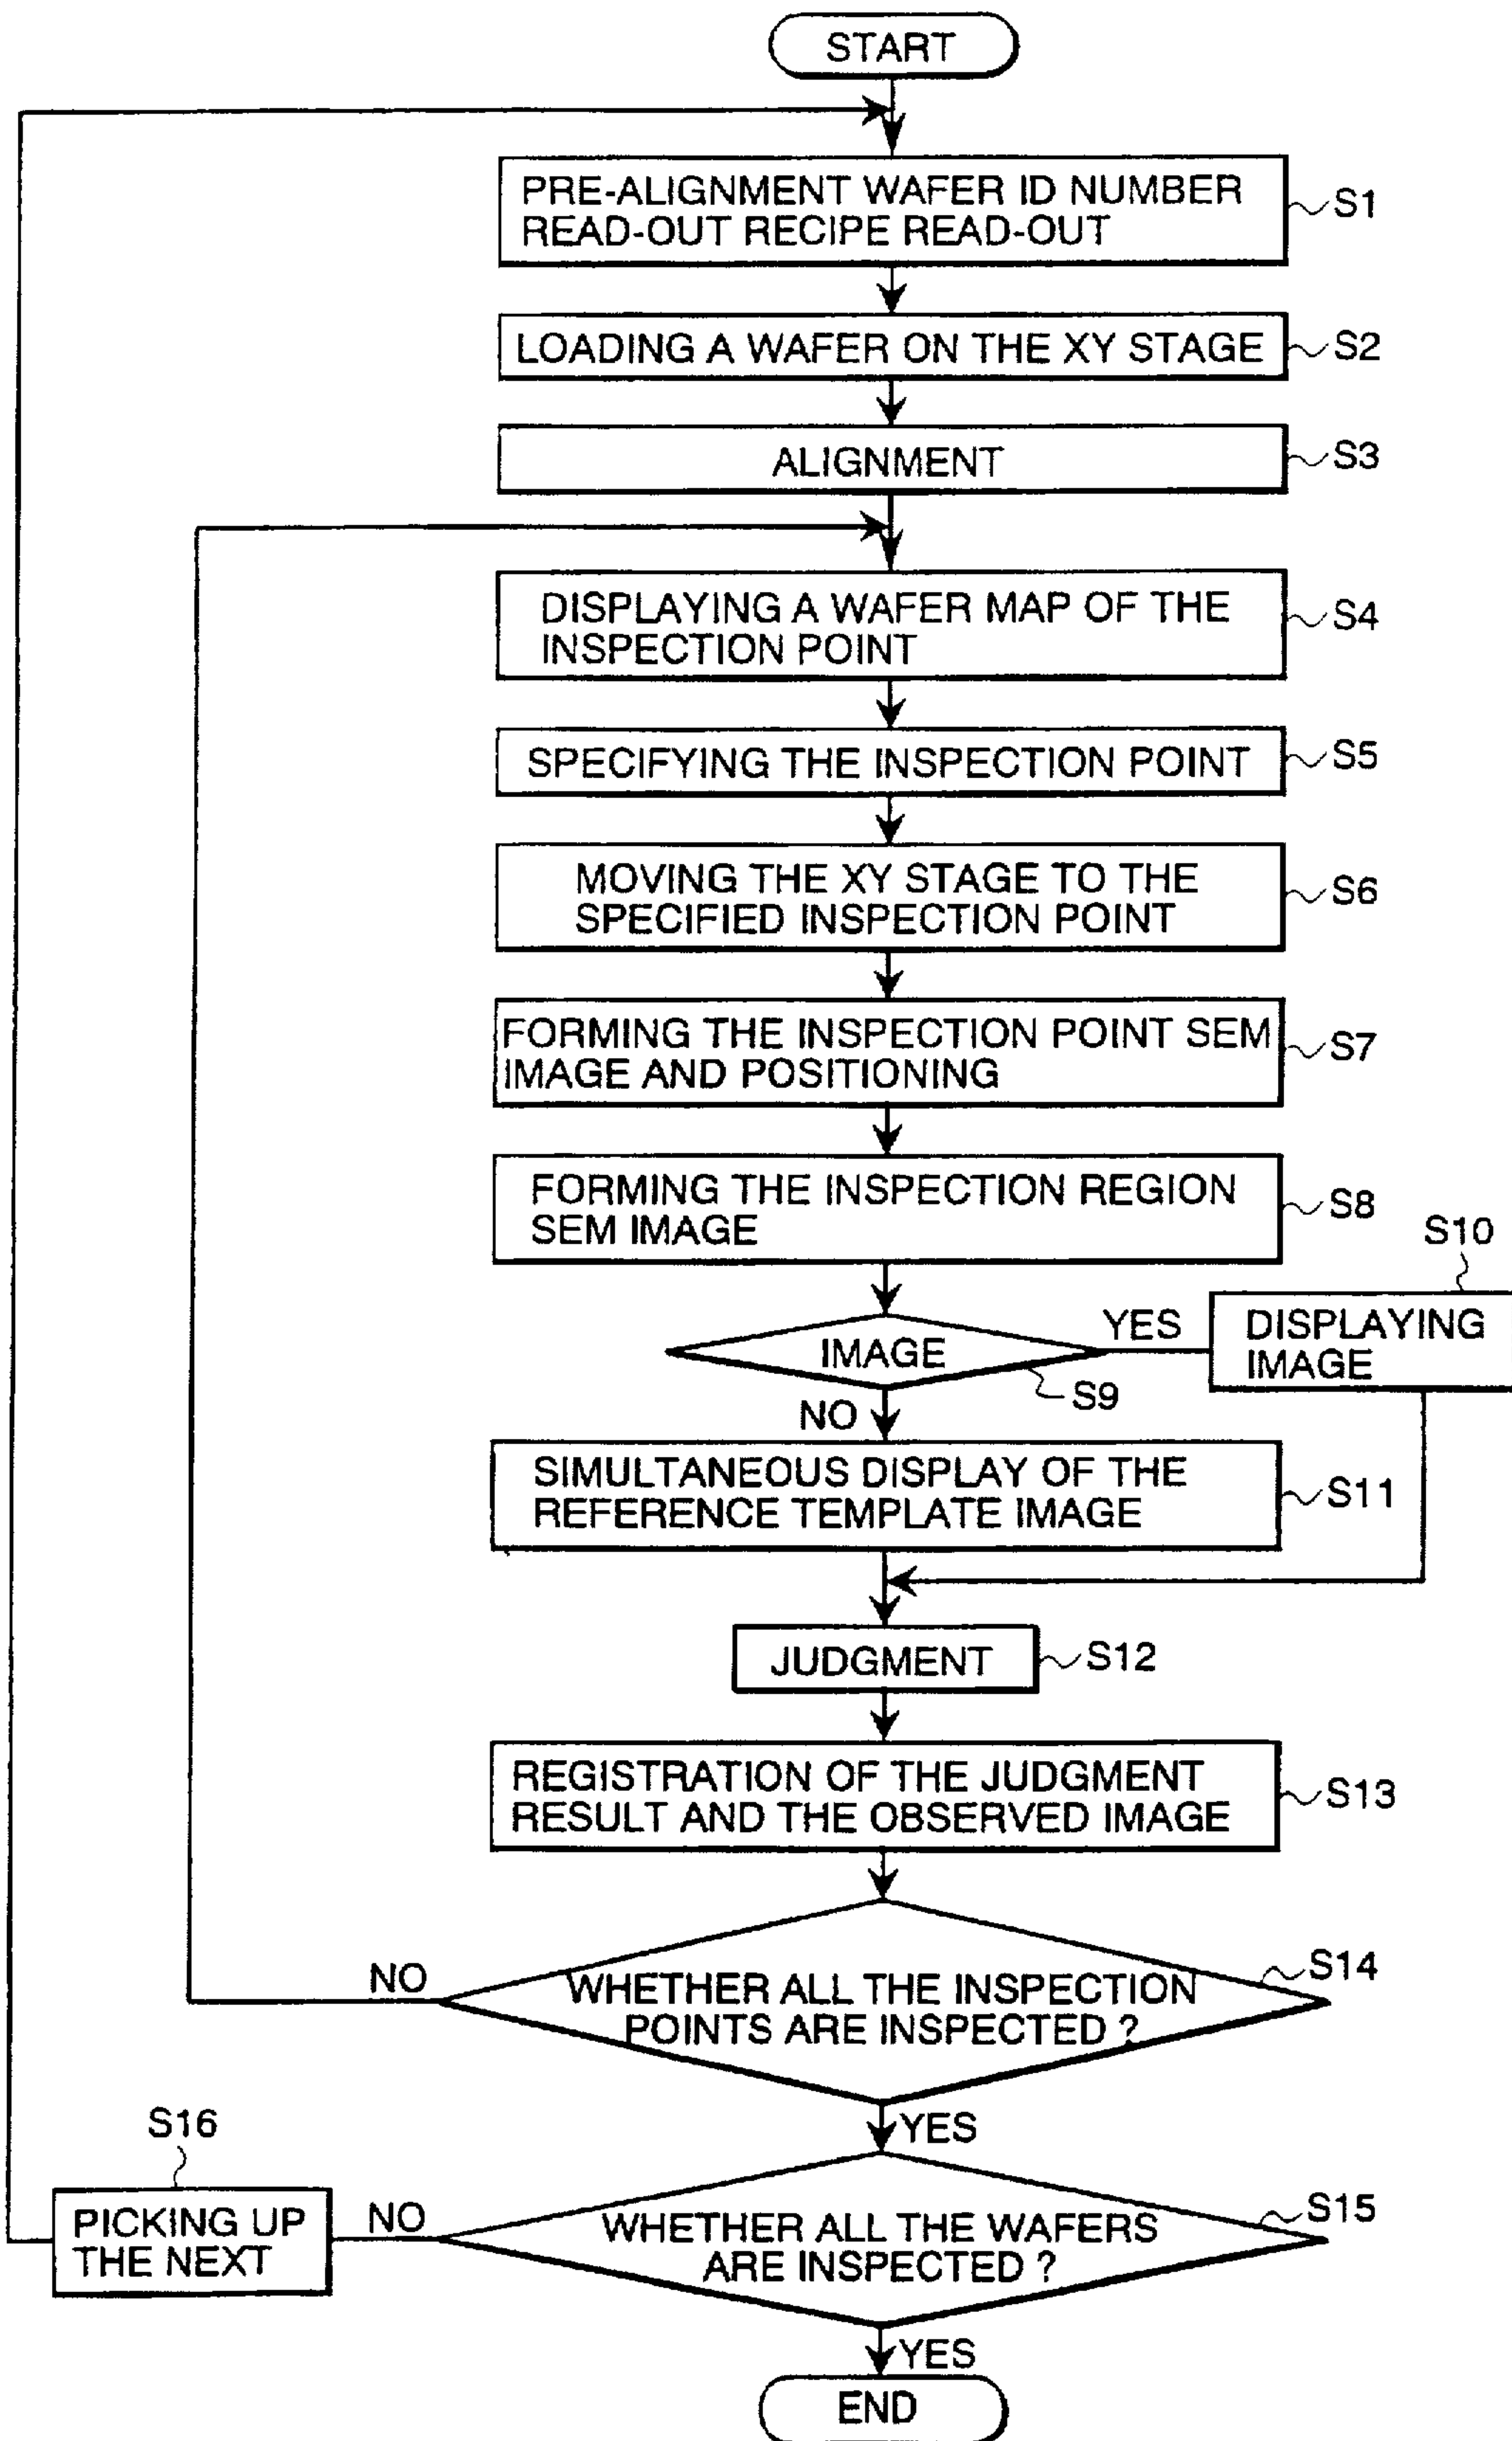 START
PRE-ALIGNMENT WAFER ID NUMBER
READ-OUT RECIPE READ-OUT
S1
LOADING A WAFER ON THE XY STAGE
S2
ALIGNMENT
S3
DISPLAYING A WAFER MAP OF THE
INSPECTION POINT
S4
SPECIFYING THE INSPECTION POINT
S5
MOVING THE XY STAGE TO THE
SPECIFIED INSPECTION POINT
S6
FORMING THE INSPECTION POINT SEM
IMAGE AND POSITIONING
S7
FORMING THE INSPECTION REGION
SEM IMAGE
S8
IMAGE
S9
YES
S10
DISPLAYING
IMAGE
NO
SIMULTANEOUS DISPLAY OF THE
REFERENCE TEMPLATE IMAGE
S11
JUDGMENT
S12
REGISTRATION OF THE JUDGMENT
RESULT AND THE OBSERVED IMAGE
S13
WHETHER ALL THE INSPECTION
POINTS ARE INSPECTED ?
S14
NO
YES
WHETHER ALL THE WAFERS
ARE INSPECTED ?
S15
NO
S16
PICKING UP
THE NEXT
YES
END